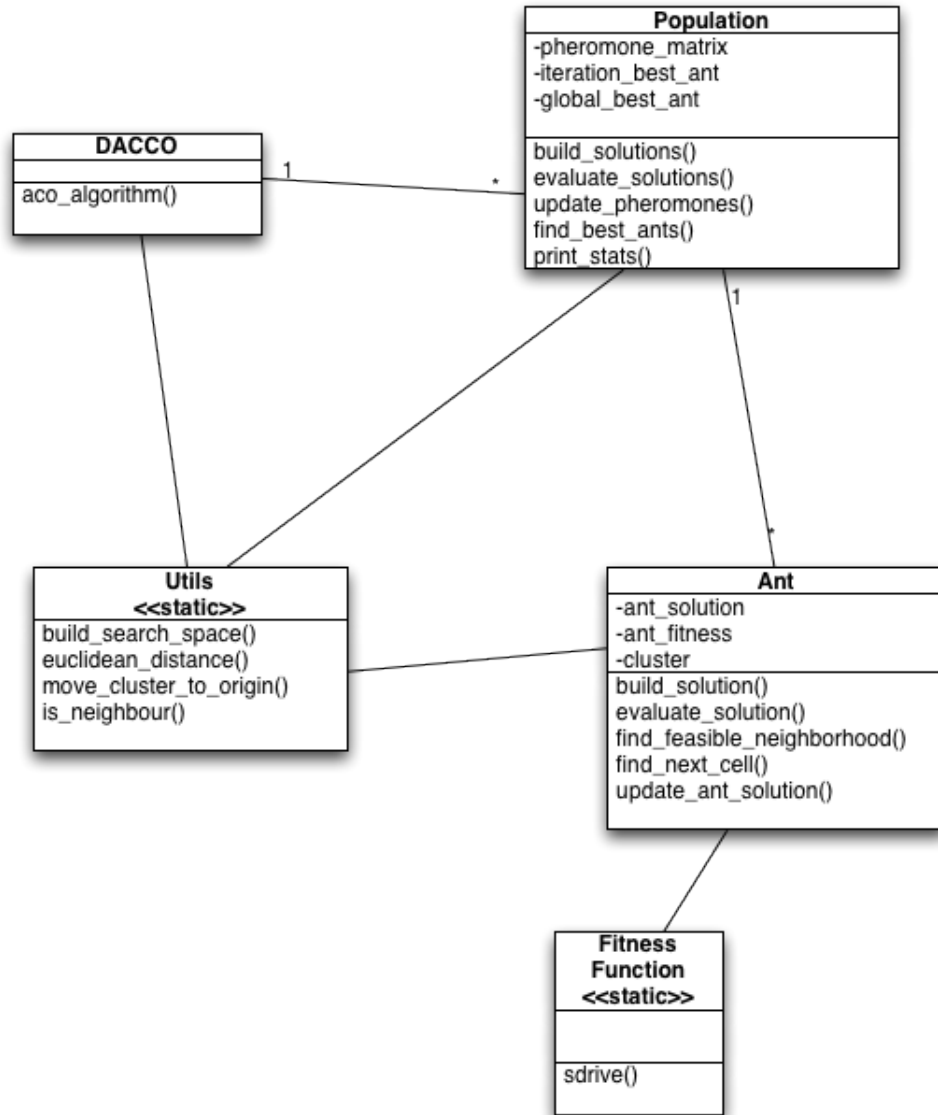 Population
-pheromone_matrix
-iteration_best_ant
-global_best_ant
build_solutions()
evaluate_solutions()
update_pheromones()
find_best_ants()
print_stats()
DACCO
aco_algorithm()
1
*
1
*
Utils
<<static>>
build_search_space()
euclidean_distance()
move_cluster_to_origin()
is_neighbour()
Ant
-ant_solution
-ant_fitness
-cluster
build_solution()
evaluate_solution()
find_feasible_neighborhood()
find_next_cell()
update_ant_solution()
Fitness
Function
<<static>>
sdrive()